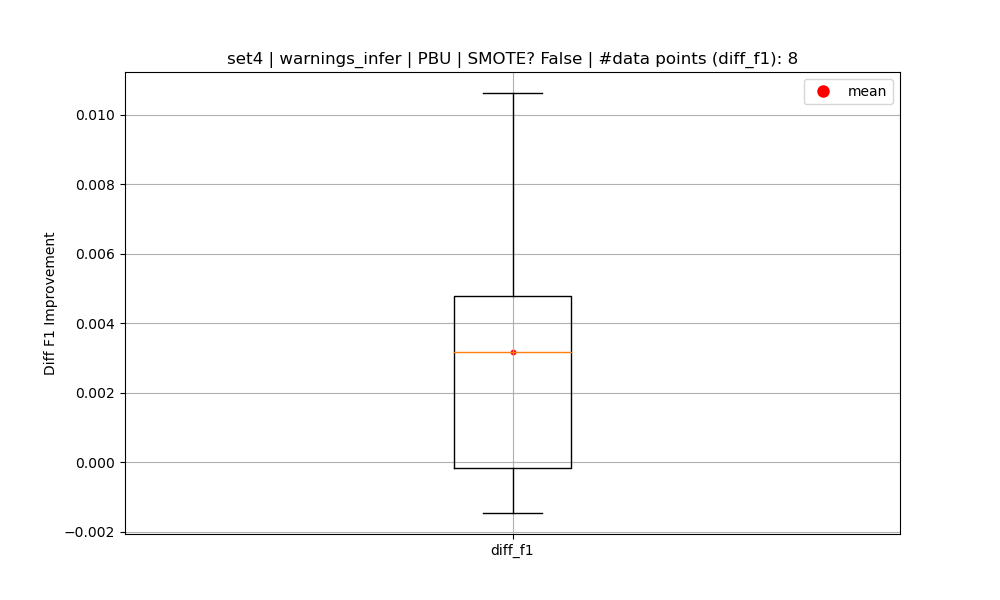 set4 | warnings_infer | PBU | SMOTE? False | #data points (diff_f1): 8
mean
0.010
0.008
0.006
0.004
0.002
0.000
−0.002
Diff F1 Improvement
diff_f1